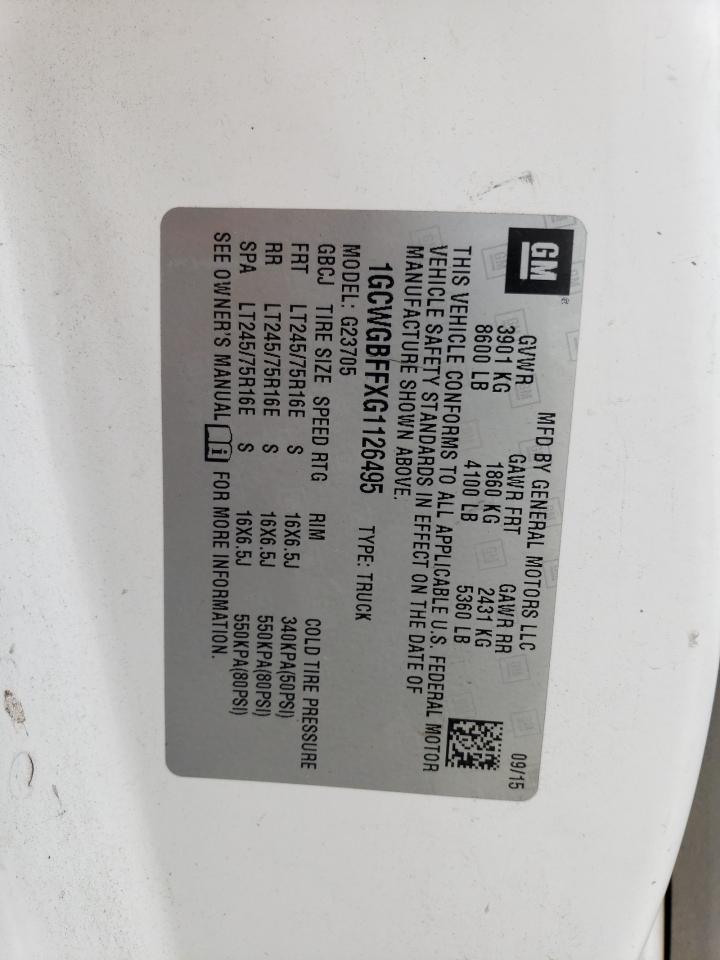 GM
MFD BY GENERAL MOTORS LLC 09/15
GVWR GAWR FRT GAWR RR
3901 KG 1860 KG 2431 KG
8600 LB 4100 LB 5360 LB
THIS VEHICLE CONFORMS TO ALL APPLICABLE U.S. FEDERAL MOTOR
VEHICLE SAFETY STANDARDS IN EFFECT ON THE DATE OF
MANUFACTURE SHOWN ABOVE.
1GCWGBFFXG1126495 TYPE: TRUCK
MODEL: G23705
GBCJ TIRE SIZE SPEED RTG RIM COLD TIRE PRESSURE
FRT LT245/75R16E S 16X6.5J 340KPA(50PSI)
RR LT245/75R16E S 16X6.5J 550KPA(80PSI)
SPA LT245/75R16E S 16X6.5J 550KPA(80PSI)
SEE OWNER'S MANUAL FOR MORE INFORMATION.